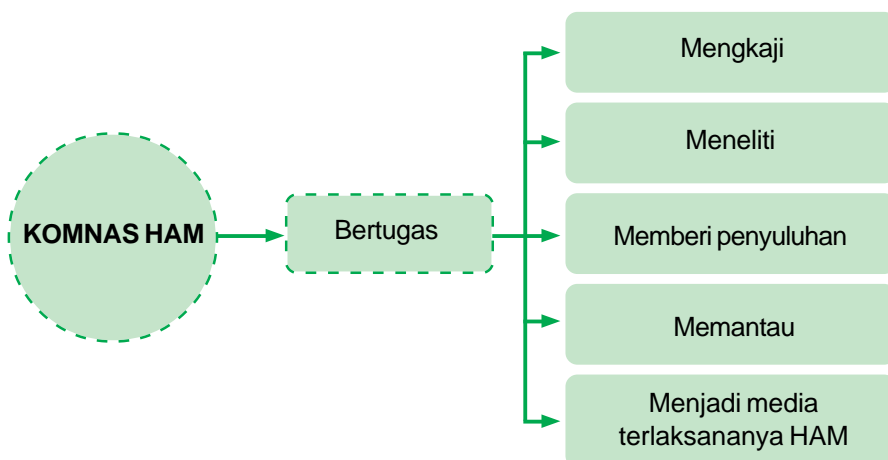 KOMNAS HAM
Bertugas
Mengkaji
Meneliti
Memberi penyuluhan
Memantau
Menjadi media
terlaksananya HAM